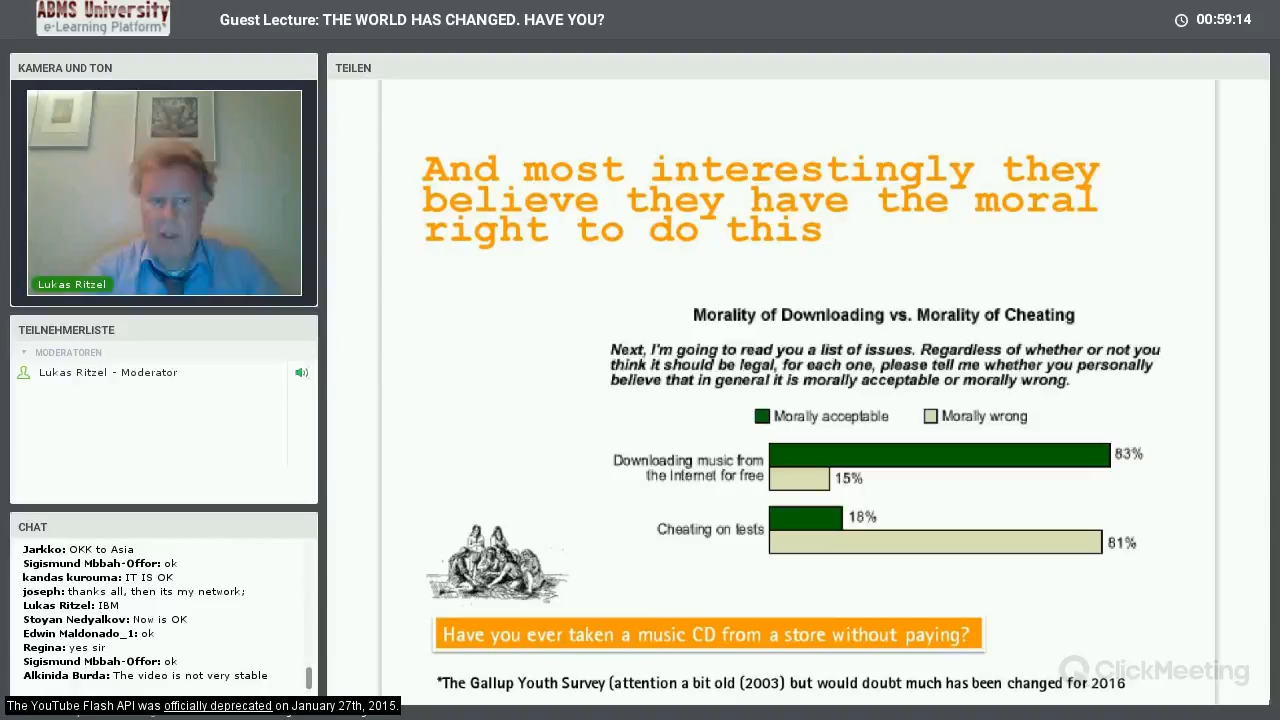 ABMS University
e-Learning Platform
Guest Lecture: THE WORLD HAS CHANGED. HAVE YOU?
00:59:14
KAMERA UND TON
Lukas Ritzel
TEILNEHMERLISTE
MODERATOREN
Lukas Ritzel - Moderator
CHAT
Jarkko: OKK to Asia
Sigismund Mbbah-Offor: ok
kandas kurouma: IT IS OK
joseph: thanks all, then its my network;
Lukas Ritzel: IBM
Stoyan Nedyalkov: Now is OK
Edwin Maldonado_1: ok
Regina: yes sir
Sigismund Mbbah-Offor: ok
Alkinida Burda: The video is not very stable
The YouTube Flash API was officially deprecated on January 27th, 2015.
TEILEN
And most interestingly they
believe they have the moral
right to do this
Morality of Downloading vs. Morality of Cheating
Next, I'm going to read you a list of issues. Regardless of whether or not you
think it should be legal, for each one, please tell me whether you personally
believe that in general it is morally acceptable or morally wrong.
Morally acceptable
Morally wrong
Downloading music from
the Internet for free
83%
15%
Cheating on tests
18%
81%
Have you ever taken a music CD from a store without paying?
ClickMeeting
*The Gallup Youth Survey (attention a bit old (2003) but would doubt much has been changed for 2016